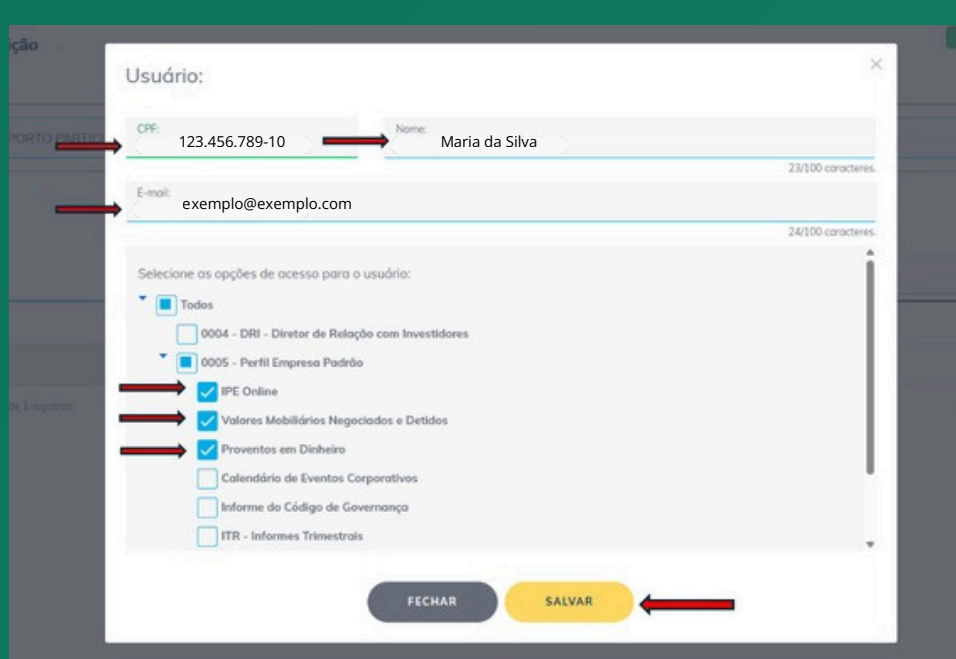 ição
Usuário:
PORTO PARTIC
CPF:
123.456.789-10
Nome:
Maria da Silva
23/100 caracteres.
E-mail:
exemplo@exemplo.com
24/100 caracteres.
Selecione as opções de acesso para o usuário:
Todos
0004 - DRI - Diretor de Relação com Investidores
0005 - Perfil Empresa Padrão
IPE Online
Valores Mobiliários Negociados e Detidos
Proventos em Dinheiro
Calendário de Eventos Corporativos
Informe do Código de Governança
ITR - Informes Trimestrais
FECHAR
SALVAR